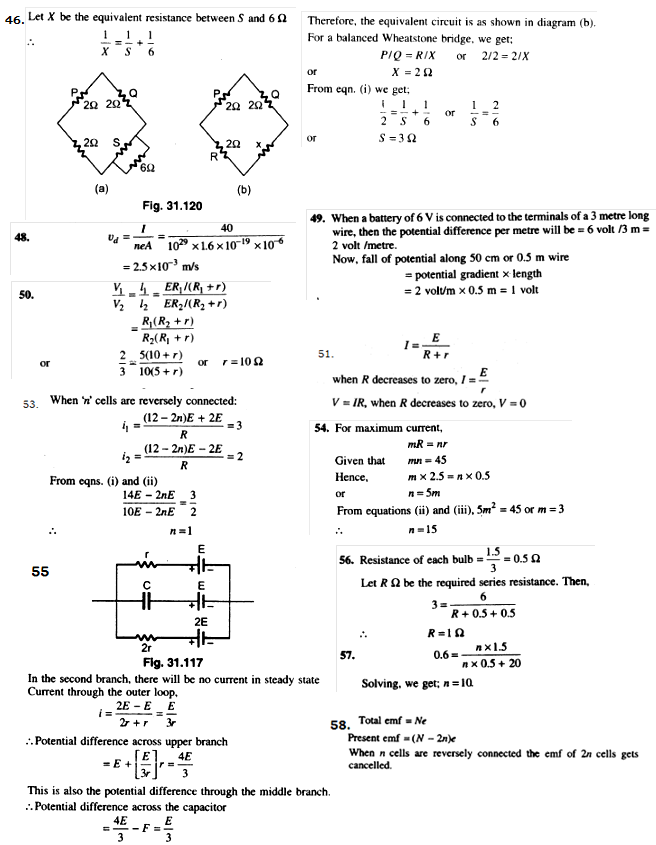 46. Let X be the equivalent resistance between S and 6 Ω
∴ 1/X = 1/S + 1/6
P Q 2Ω 2Ω 2Ω S 6Ω
P Q 2Ω 2Ω R 2Ω x
(a) (b)
Fig. 31.120
Therefore, the equivalent circuit is as shown in diagram (b).
For a balanced Wheatstone bridge, we get;
P/Q = R/X or 2/2 = 2/X
or X = 2 Ω
From eqn. (i) we get;
1/2 = 1/S + 1/6 or 1/S = 2/6
or S = 3 Ω
48. v_d = I/neA = 40/(10^29 × 1.6 × 10^-19 × 10^-6)
= 2.5 × 10^-3 m/s
49. When a battery of 6 V is connected to the terminals of a 3 metre long
wire, then the potential difference per metre will be = 6 volt /3 m =
2 volt /metre.
Now, fall of potential along 50 cm or 0.5 m wire
= potential gradient × length
= 2 volt/m × 0.5 m = 1 volt
50. V₁/V₂ = I₁/I₂ = ER₁/(R₁ + r) / ER₂/(R₂ + r)
= R₁(R₂ + r)/R₂(R₁ + r)
or 2/3 = 5(10 + r)/10(5 + r) or r = 10 Ω
51. I = E/(R + r)
when R decreases to zero, I = E/r
V = IR, when R decreases to zero, V = 0
53. When 'n' cells are reversely connected:
i₁ = ((12 – 2n)E + 2E)/R = 3
i₂ = ((12 – 2n)E – 2E)/R = 2
From eqns. (i) and (ii)
(14E – 2nE)/(10E – 2nE) = 3/2
∴ n = 1
54. For maximum current,
mR = nr
Given that mn = 45
Hence, m × 2.5 = n × 0.5
or n = 5m
From equations (ii) and (iii), 5m² = 45 or m = 3
∴ n = 15
55
r E
C E
2E
2r
Fig. 31.117
In the second branch, there will be no current in steady state
Current through the outer loop,
i = (2E – E)/(2r + r) = E/3r
∴ Potential difference across upper branch
= E + [E/3r] r = 4E/3
This is also the potential difference through the middle branch.
∴ Potential difference across the capacitor
= 4E/3 – F = E/3
56. Resistance of each bulb = 1.5/3 = 0.5 Ω
Let R Ω be the required series resistance. Then,
3 = 6/(R + 0.5 + 0.5)
∴ R = 1 Ω
57. 0.6 = (n × 1.5)/(n × 0.5 + 20)
Solving, we get; n = 10.
58. Total emf = Ne
Present emf = (N – 2n)e
When n cells are reversely connected the emf of 2n cells gets
cancelled.